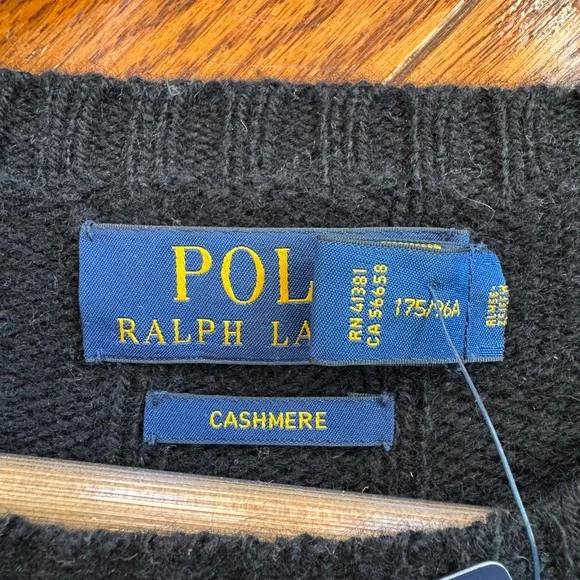 POL
RALPH LA
RN 41381
CA 56658
175/96A
CASHMERE